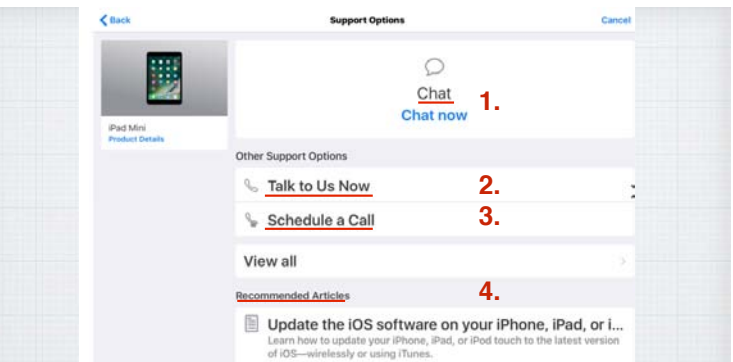 Back
Support Options
Cancel
iPad Mini
Product Details
Chat
1.
Chat now
Other Support Options
Talk to Us Now
2.
Schedule a Call
3.
View all
Recommended Articles
4.
Update the iOS software on your iPhone, iPad, or i...
Learn how to update your iPhone, iPad, or iPod touch to the latest version
of iOS—wirelessly or using iTunes.